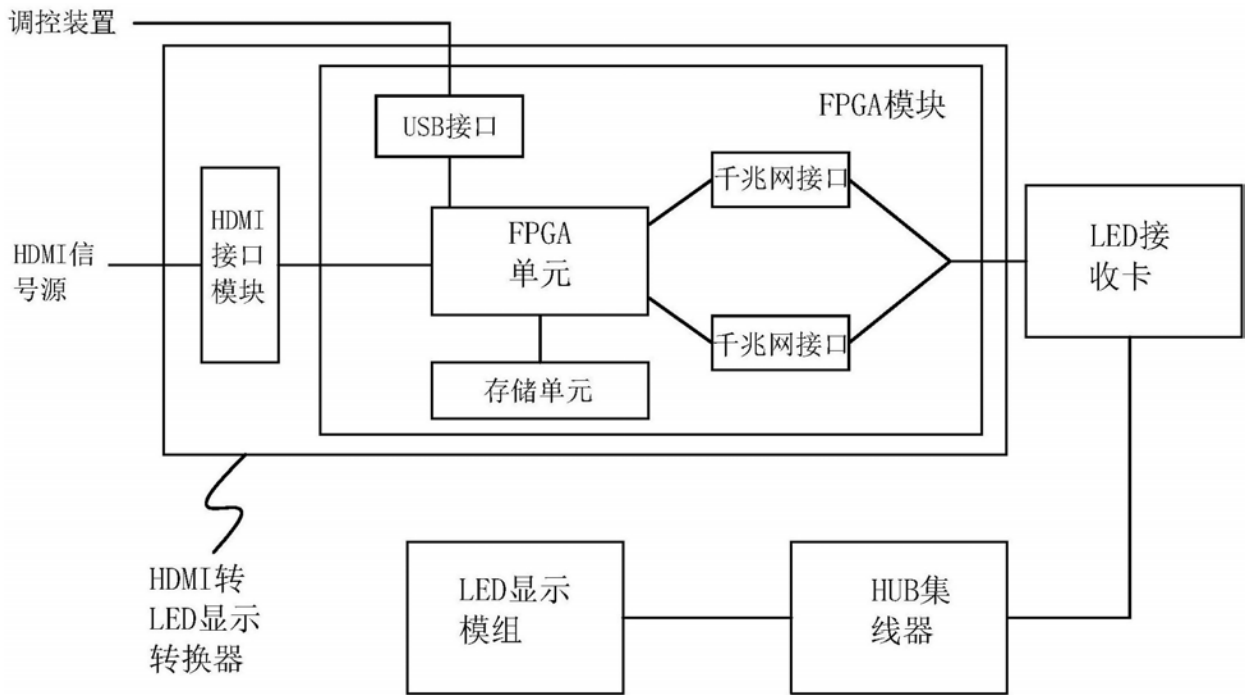 调控装置
FPGA模块
USB接口
千兆网接口
HDMI
接口
模块
FPGA
单元
HDMI信
号源
LED接
收卡
千兆网接口
存储单元
HDMI转
LED显示
转换器
LED显示
模组
HUB集
线器